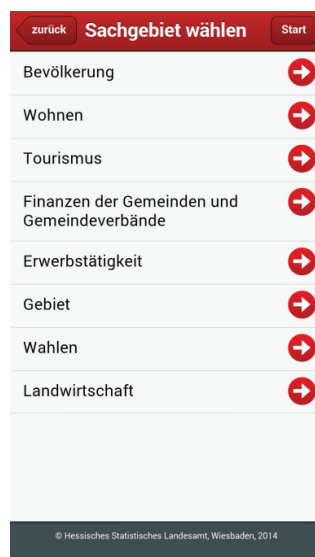 zurück Sachgebiet wählen Start
Bevölkerung
Wohnen
Tourismus
Finanzen der Gemeinden und
Gemeindeverbände
Erwerbstätigkeit
Gebiet
Wahlen
Landwirtschaft
© Hessisches Statistisches Landesamt, Wiesbaden, 2014